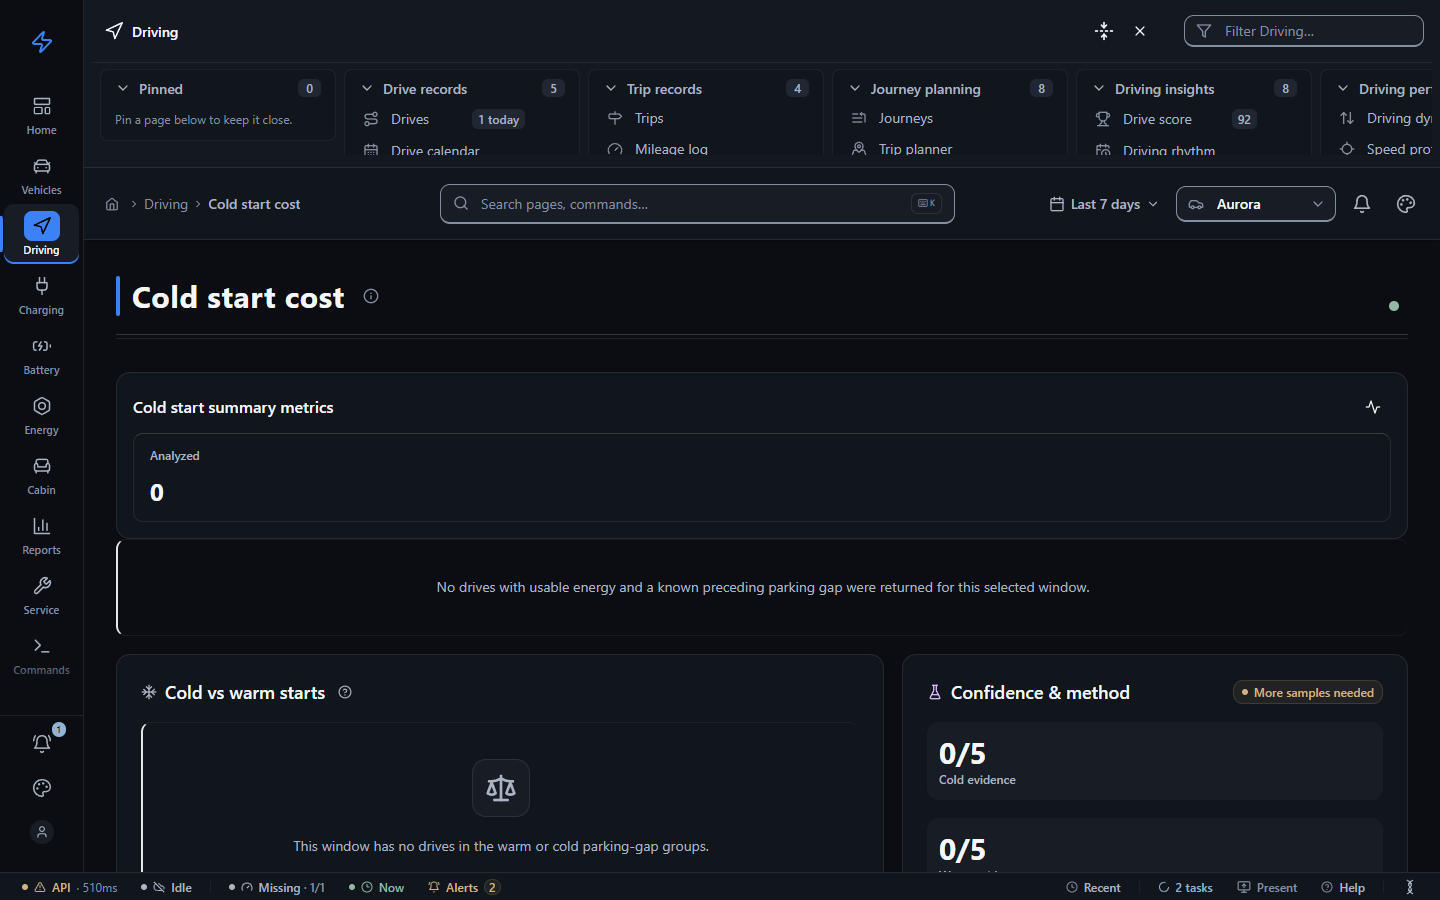 Driving
Filter Driving...
Pinned 0
Pin a page below to keep it close.
Drive records 5
Drives 1 today
Drive calendar
Trip records 4
Trips
Mileage log
Journey planning 8
Journeys
Trip planner
Driving insights 8
Drive score 92
Driving rhythm
Driving per
Driving dy
Speed pro
Home
Vehicles
Driving
Charging
Battery
Energy
Cabin
Reports
Service
Commands
1
Driving
Cold start cost
Search pages, commands...
K
Last 7 days
Aurora
Cold start cost
Cold start summary metrics
Analyzed
0
No drives with usable energy and a known preceding parking gap were returned for this selected window.
Cold vs warm starts
This window has no drives in the warm or cold parking-gap groups.
Confidence & method
More samples needed
0/5
Cold evidence
0/5
API · 510ms
Idle
Missing · 1/1
Now
Alerts 2
Recent
2 tasks
Present
Help